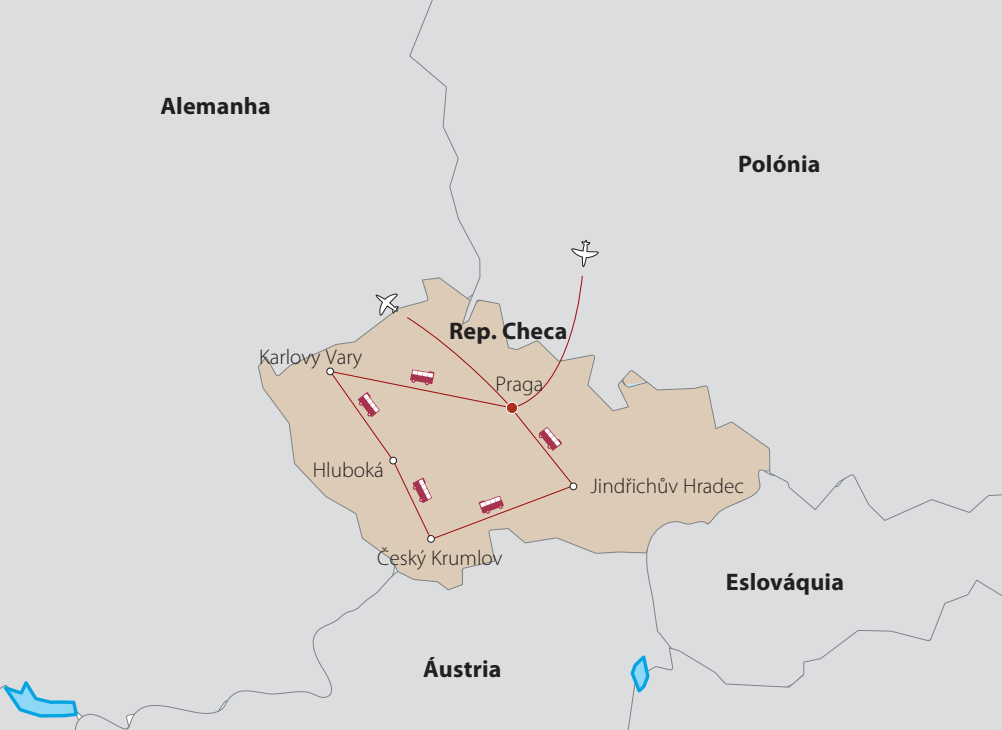 Alemanha
Polónia
Rep. Checa
Karlovy Vary
Praga
Hluboká
Jindřichův Hradec
Český Krumlov
Eslováquia
Áustria